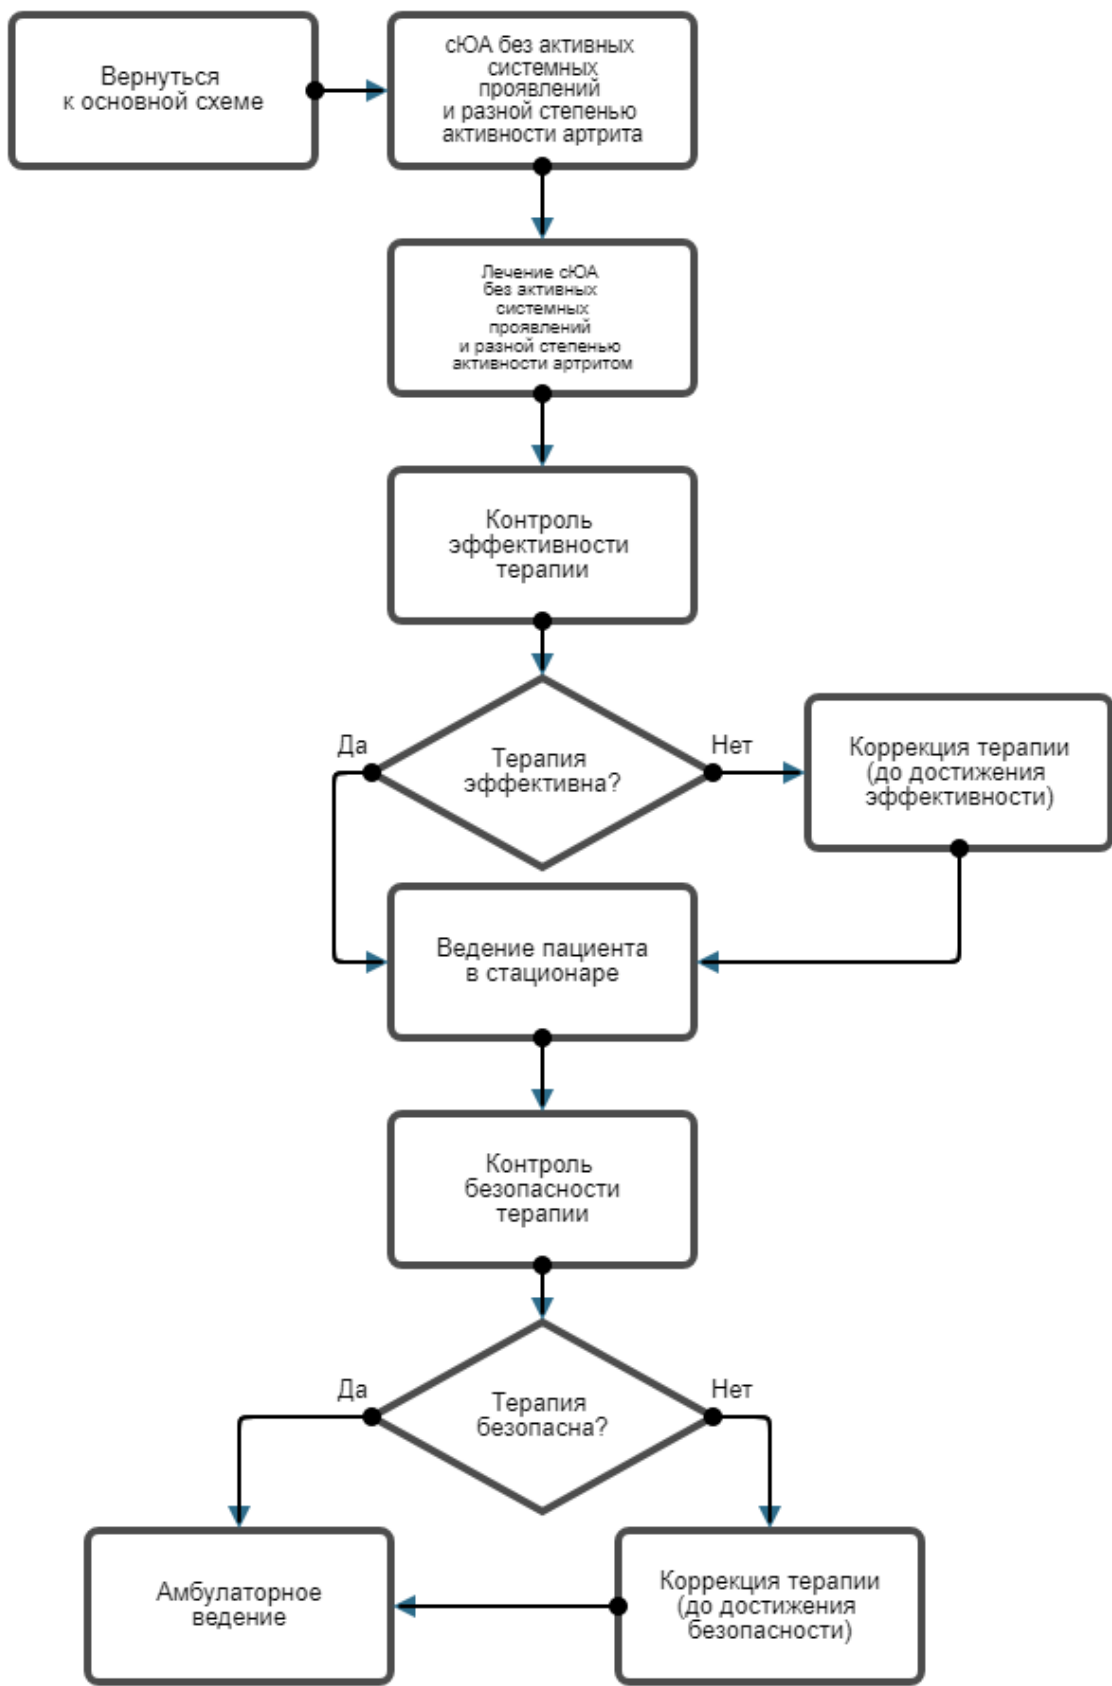 Вернуться
к основной схеме
сЮА без активных
системных
проявлений
и разной степенью
активности артрита
Лечение сЮА
без активных
системных
проявлений
и разной степенью
активности артритом
Контроль
эффективности
терапии
Да
Терапия
эффективна?
Нет
Коррекция терапии
(до достижения
эффективности)
Ведение пациента
в стационаре
Контроль
безопасности
терапии
Да
Терапия
безопасна?
Нет
Амбулаторное
ведение
Коррекция терапии
(до достижения
безопасности)